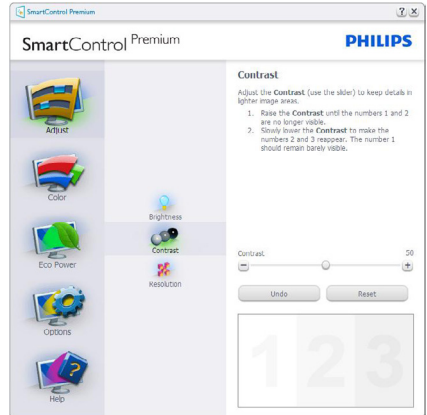 SmartControl Premium
SmartControl Premium
PHILIPS
Adjust
Color
Eco Power
Options
Help
Brightness
Contrast
Resolution
Contrast
Adjust the Contrast (use the slider) to keep details in
lighter image areas.
1. Raise the Contrast until the numbers 1 and 2
are no longer visible.
2. Slowly lower the Contrast to make the
numbers 2 and 3 reappear. The number 1
should remain barely visible.
Contrast 50
Undo Reset
1 2 3